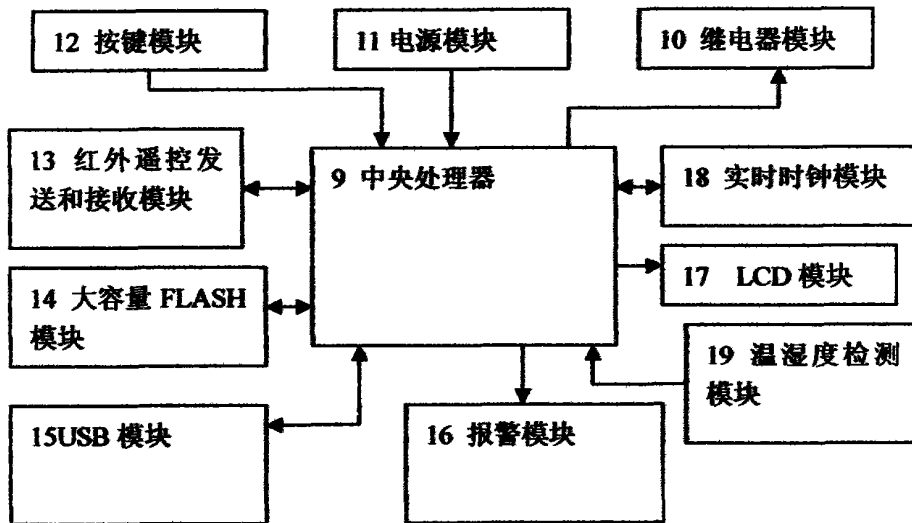 12 按键模块
11电源模块
10 继电器模块
13 红外遥控发
送和接收模块
9 中央处理器
18 实时时钟模块
14 大容量 FLASH
模块
17 LCD 模块
19 温湿度检测
模块
15USB 模块
16 报警模块